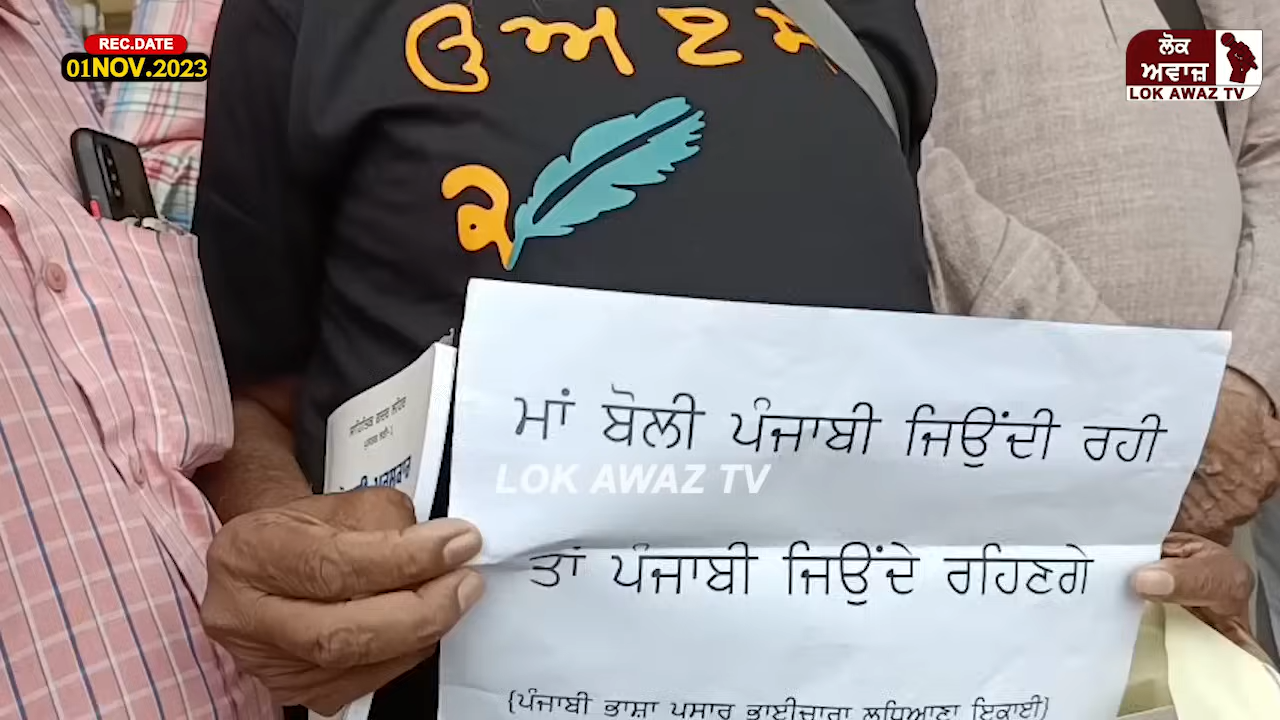 REC.DATE
01NOV.2023
ਲੋਕ
ਅਵਾਜ਼
LOK AWAZ TV
ੳ ਅ ੲ ਸ
ਕ
ਮਾਂ ਬੋਲੀ ਪੰਜਾਬੀ ਜਿਉਂਦੀ ਰਹੀ
LOK AWAZ TV
ਤਾਂ ਪੰਜਾਬੀ ਜਿਉਂਦੇ ਰਹਿਣਗੇ
{ਪੰਜਾਬੀ ਭਾਸ਼ਾ ਪਸਾਰ ਭਾਈਚਾਰਾ ਲੁਧਿਆਣਾ ਇਕਾਈ}